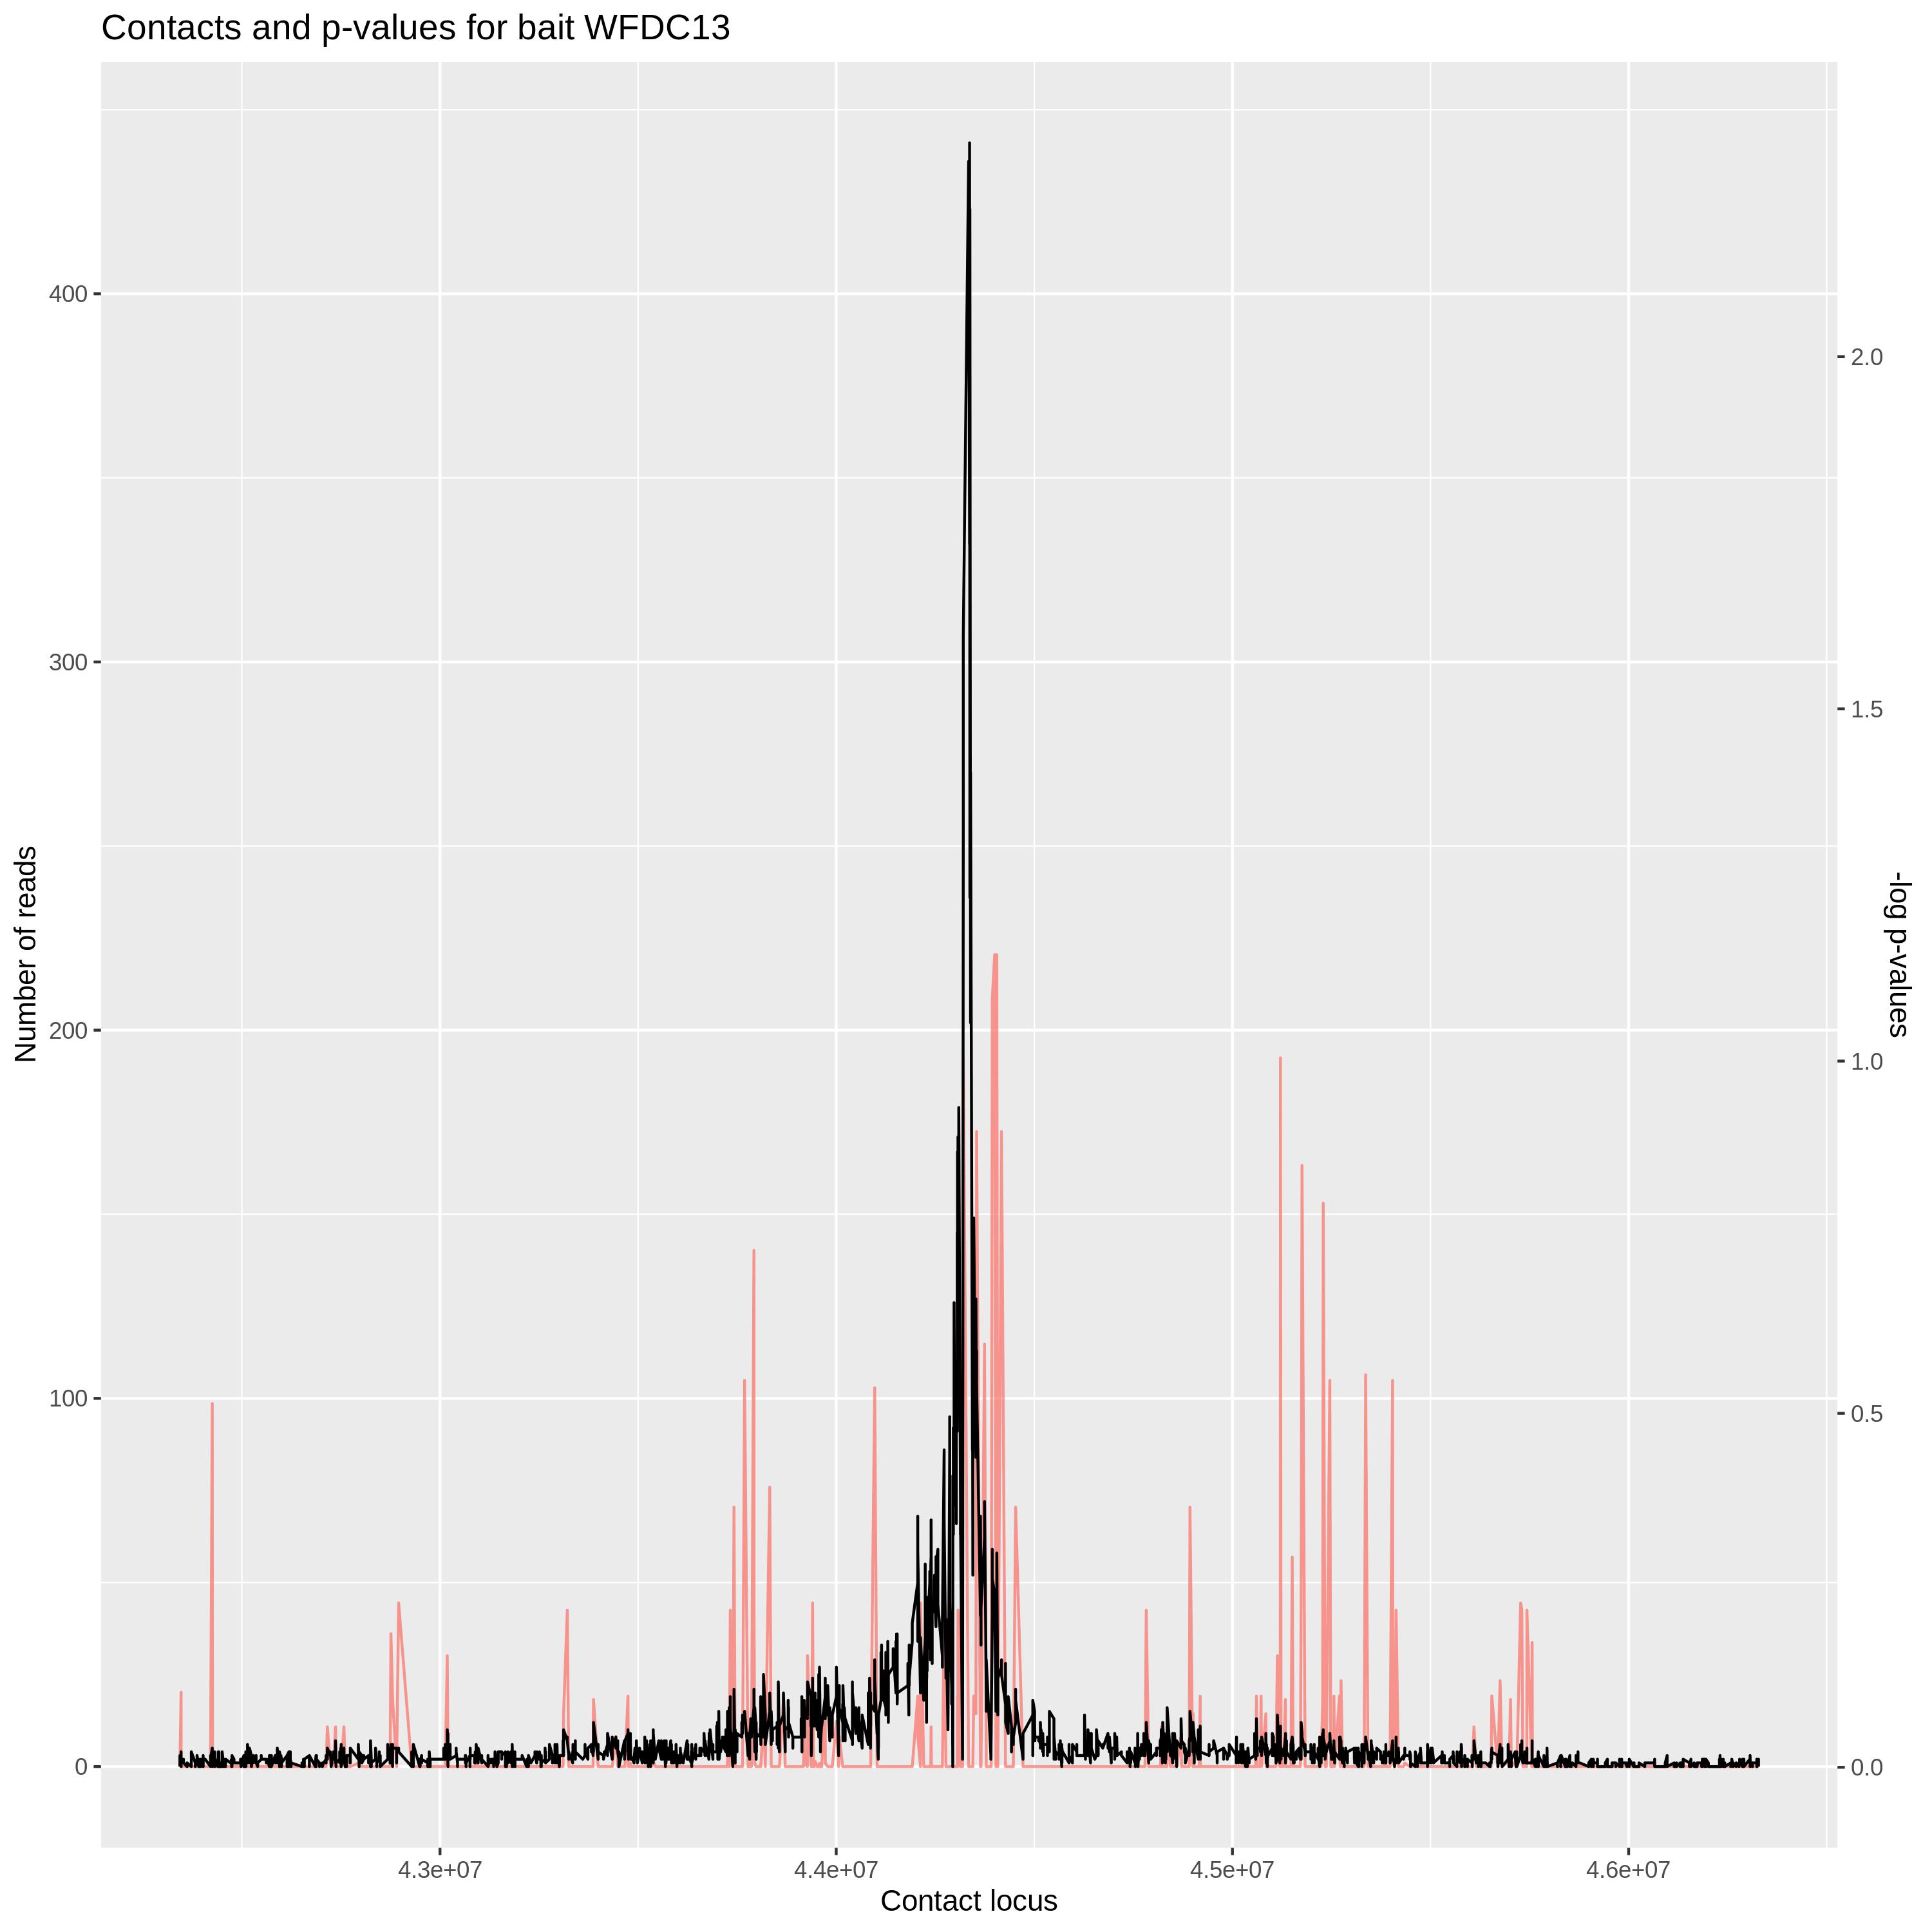 Contacts and p-values for bait WFDC13
400
300
200
100
0
Number of reads
2.0
1.5
1.0
0.5
0.0
-log p-values
4.3e+07
4.4e+07
4.5e+07
4.6e+07
Contact locus